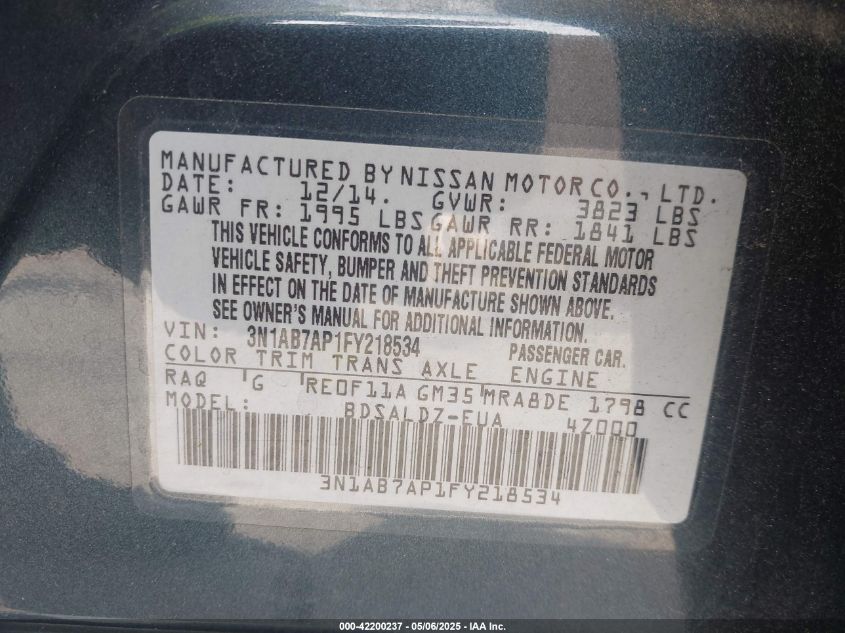 MANUFACTURED BY NISSAN MOTOR CO., LTD.
DATE: 12/14. GVWR: 3823 LBS
GAWR FR: 1995 LBS GAWR RR: 1841 LBS
THIS VEHICLE CONFORMS TO ALL APPLICABLE FEDERAL MOTOR
VEHICLE SAFETY, BUMPER AND THEFT PREVENTION STANDARDS
IN EFFECT ON THE DATE OF MANUFACTURE SHOWN ABOVE.
SEE OWNER'S MANUAL FOR ADDITIONAL INFORMATION.
VIN: 3N1AB7AP1FY218534 PASSENGER CAR.
COLOR TRIM TRANS AXLE ENGINE
RAQ G RE0F11A GM35 MRA8DE 1798 CC
MODEL: BDSALDZ-EUA 4Z000
3N1AB7AP1FY218534
000-42200237 - 05/06/2025 - IAA Inc.